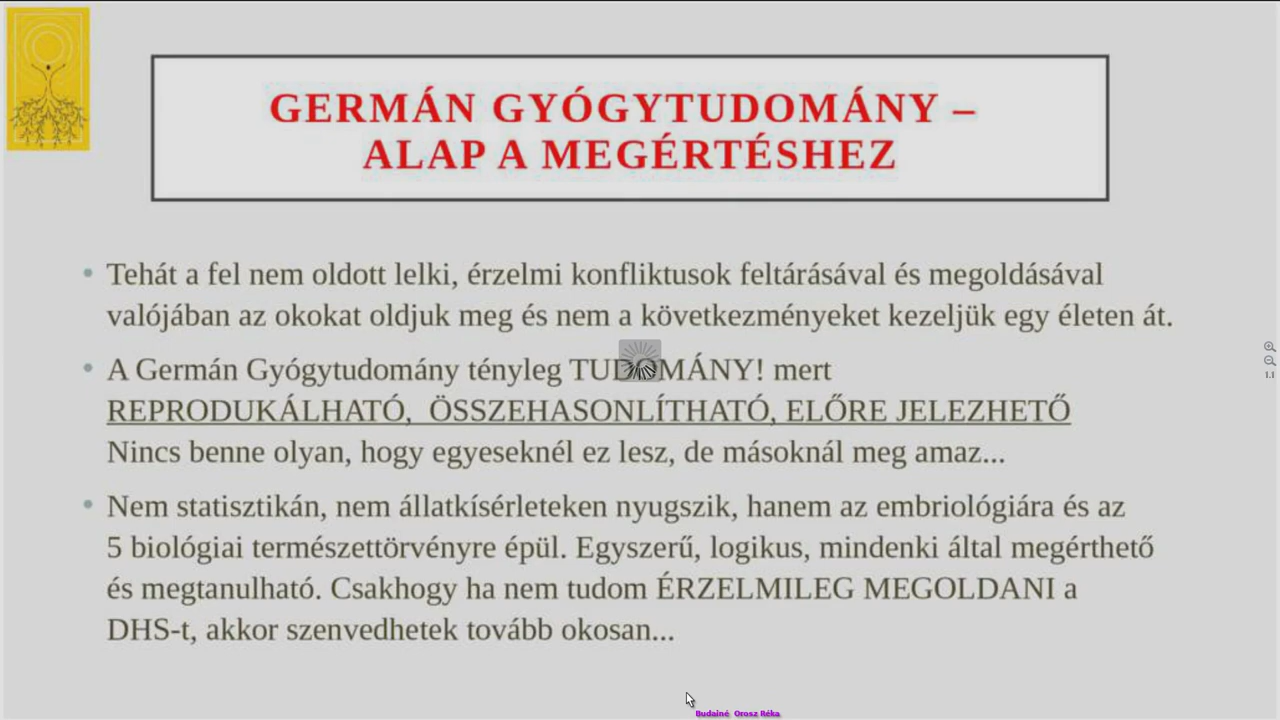 GERMÁN GYÓGYTUDOMÁNY –
ALAP A MEGÉRTÉSHEZ
• Tehát a fel nem oldott lelki, érzelmi konfliktusok feltárásával és megoldásával
valójában az okokat oldjuk meg és nem a következményeket kezeljük egy életen át.
• A Germán Gyógytudomány tényleg TUDOMÁNY! mert
REPRODUKÁLHATÓ, ÖSSZEHASONLÍTHATÓ, ELŐRE JELEZHETŐ
Nincs benne olyan, hogy egyeseknél ez lesz, de másoknál meg amaz...
• Nem statisztikán, nem állatkísérleteken nyugszik, hanem az embriológiára és az
5 biológiai természettörvényre épül. Egyszerű, logikus, mindenki által megérthető
és megtanulható. Csakhogy ha nem tudom ÉRZELMILEG MEGOLDANI a
DHS-t, akkor szenvedhetek tovább okosan...
1.1
Budainé Orosz Réka